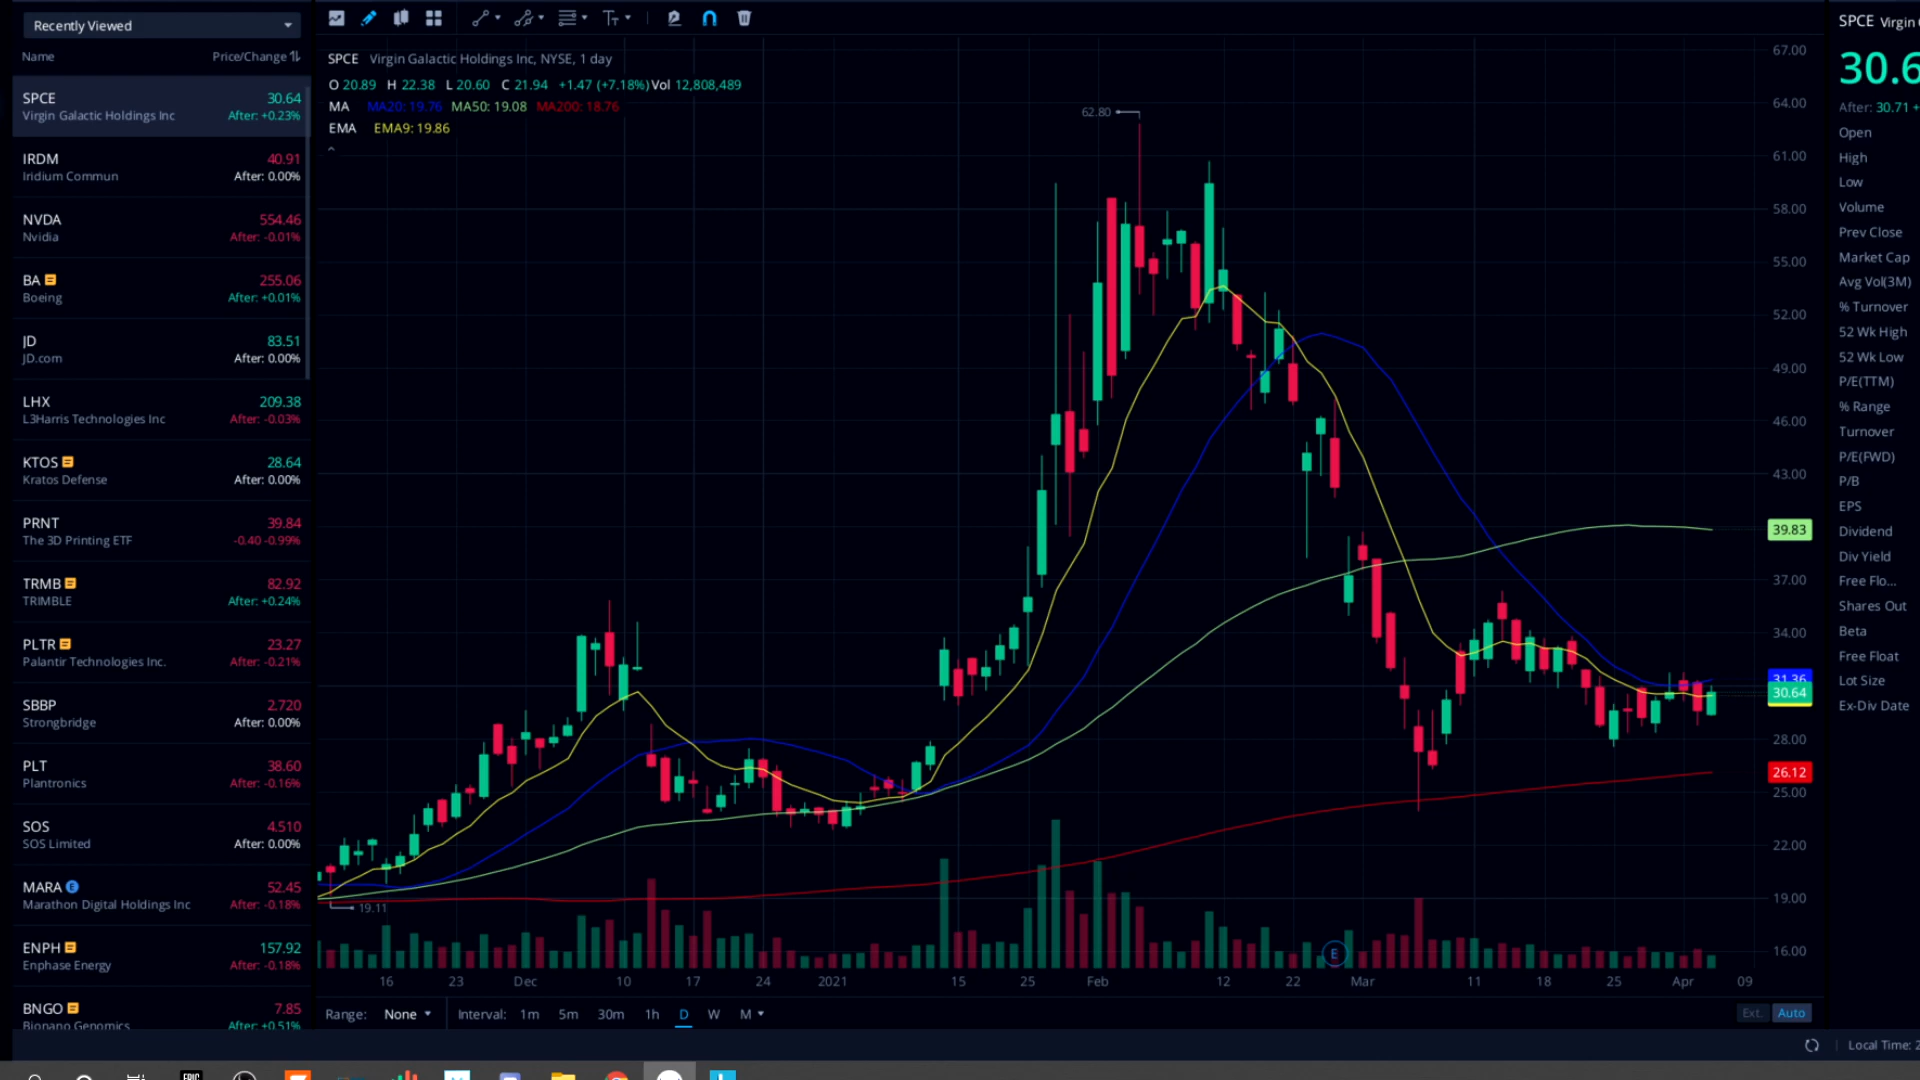 Recently Viewed
Name Price/Change
SPCE 30.64
Virgin Galactic Holdings Inc After: +0.23%
IRDM 40.91
Iridium Commun After: 0.00%
NVDA 554.46
Nvidia After: -0.01%
BA 255.06
Boeing After: +0.01%
JD 83.51
JD.com After: 0.00%
LHX 209.38
L3Harris Technologies Inc After: -0.03%
KTOS 28.64
Kratos Defense After: 0.00%
PRNT 39.84
The 3D Printing ETF -0.40 -0.99%
TRMB 82.92
TRIMBLE After: +0.24%
PLTR 23.27
Palantir Technologies Inc. After: -0.21%
SBBP 2.720
Strongbridge After: 0.00%
PLT 38.60
Plantronics After: -0.16%
SOS 4.510
SOS Limited After: 0.00%
MARA E 52.45
Marathon Digital Holdings Inc After: -0.18%
ENPH 157.92
Enphase Energy After: -0.18%
BNGO 7.85
Bionano Genomics After: +0.51%
SPCE Virgin Galactic Holdings Inc, NYSE, 1 day
O 20.89 H 22.38 L 20.60 C 21.94 +1.47 (+7.18%) Vol 12,808,489
MA MA20: 19.76 MA50: 19.08 MA200: 18.76
EMA EMA9: 19.86
62.80
19.11
E
67.00
64.00
61.00
58.00
55.00
52.00
49.00
46.00
43.00
39.83
37.00
34.00
31.36
30.64
28.00
26.12
25.00
22.00
19.00
16.00
16 23 Dec 10 17 24 2021 15 25 Feb 12 22 Mar 11 18 25 Apr 09
Range: None Interval: 1m 5m 30m 1h D W M Ext. Auto
SPCE Virgin
30.6
After: 30.71 +
Open
High
Low
Volume
Prev Close
Market Cap
Avg Vol(3M)
% Turnover
52 Wk High
52 Wk Low
P/E(TTM)
% Range
Turnover
P/E(FWD)
P/B
EPS
Dividend
Div Yield
Free Flo...
Shares Out
Beta
Free Float
Lot Size
Ex-Div Date
Local Time: 2
EPIC